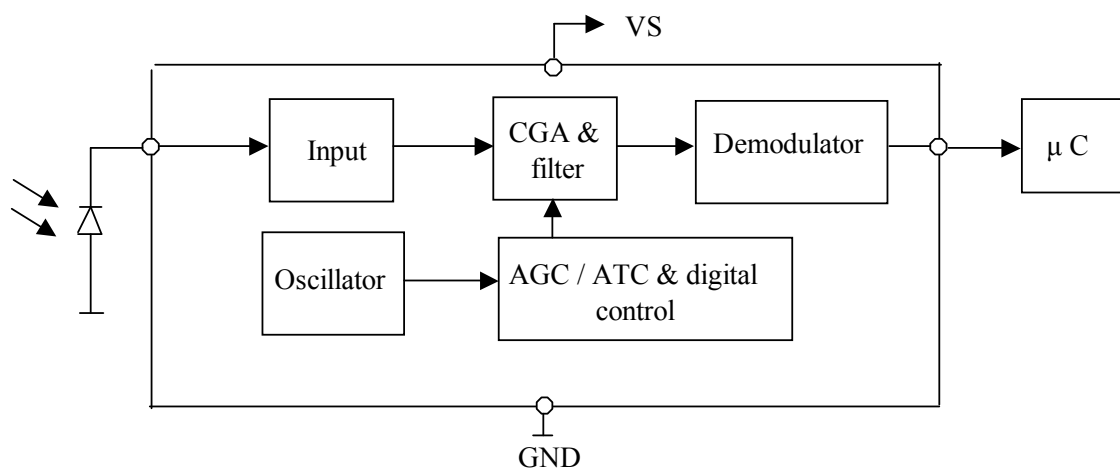 VS
Input
CGA &
filter
Demodulator
μ C
Oscillator
AGC / ATC & digital
control
GND